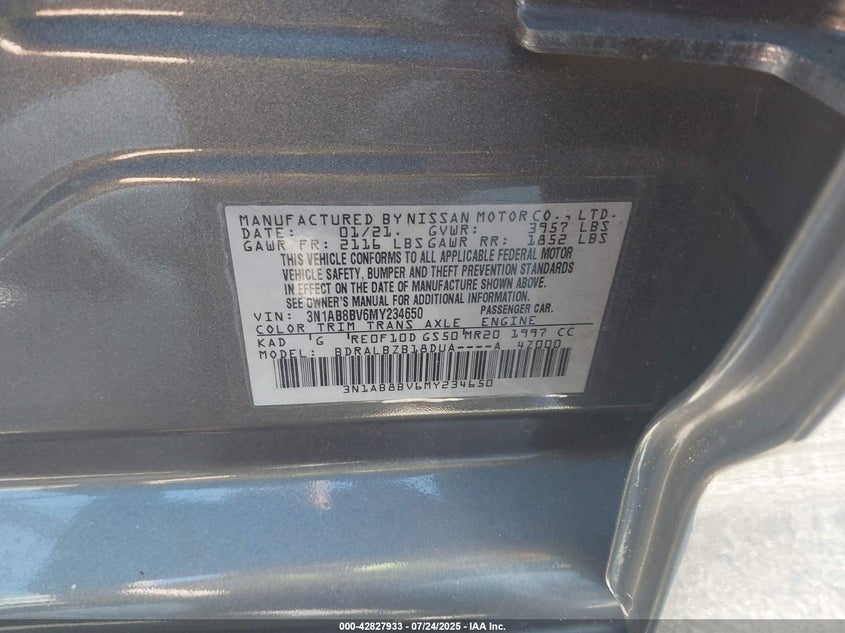 MANUFACTURED BY NISSAN MOTOR CO., LTD.
DATE: 01/21. GVWR: 3957 LBS
GAWR FR: 2116 LBS GAWR RR: 1852 LBS
THIS VEHICLE CONFORMS TO ALL APPLICABLE FEDERAL MOTOR
VEHICLE SAFETY, BUMPER AND THEFT PREVENTION STANDARDS
IN EFFECT ON THE DATE OF MANUFACTURE SHOWN ABOVE.
SEE OWNER'S MANUAL FOR ADDITIONAL INFORMATION.
VIN: 3N1AB8BV6MY234650 PASSENGER CAR.
COLOR TRIM TRANS AXLE ENGINE
KAD G RE0F10D GS50 MR20 1997 CC
MODEL: BDRALBZB18DUA----A 4Z000
3N1AB8BV6MY234650
000-42827933 - 07/24/2025 - IAA Inc.